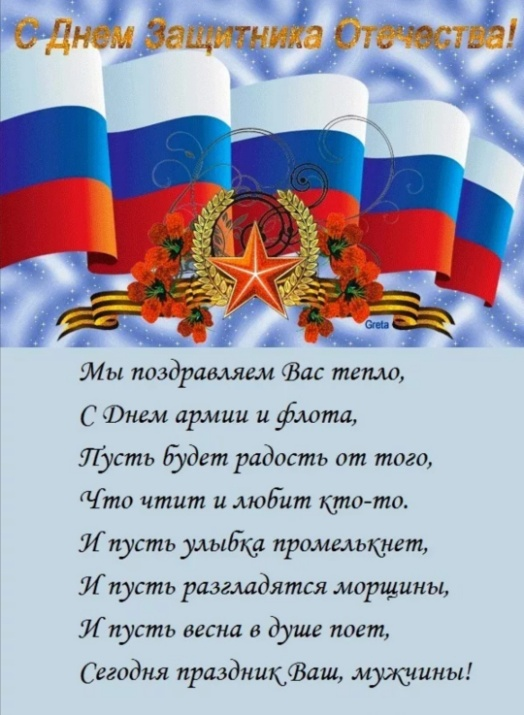 С Днем Защитника Отечества!
Greta
Мы поздравляем Вас тепло,
С Днем армии и флота,
Пусть будет радость от того,
Что чтит и любит кто-то.
И пусть улыбка промелькнет,
И пусть разгладятся морщины,
И пусть весна в душе поет,
Сегодня праздник Ваш, мужчины!